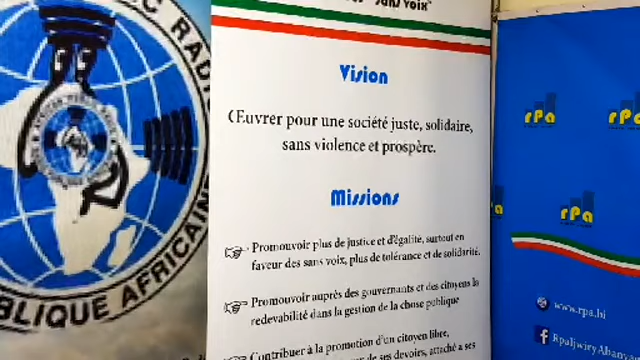 C RADI
BLIQUE AFRICAINE
"sans voix"
Vision
Œuvrer pour une société juste, solidaire,
sans violence et prospère.
Missions
Promouvoir plus de justice et d'égalité, surtout en
faveur des sans voix, plus de tolérance et de solidarité.
Promouvoir auprès des gouvernants et des citoyens la
redevabilité dans la gestion de la chose publique
Contribuer à la promotion d'un citoyen libre,
de ses devoirs, attaché a ses
rPa
rPa
rPa
www.rpa.bi